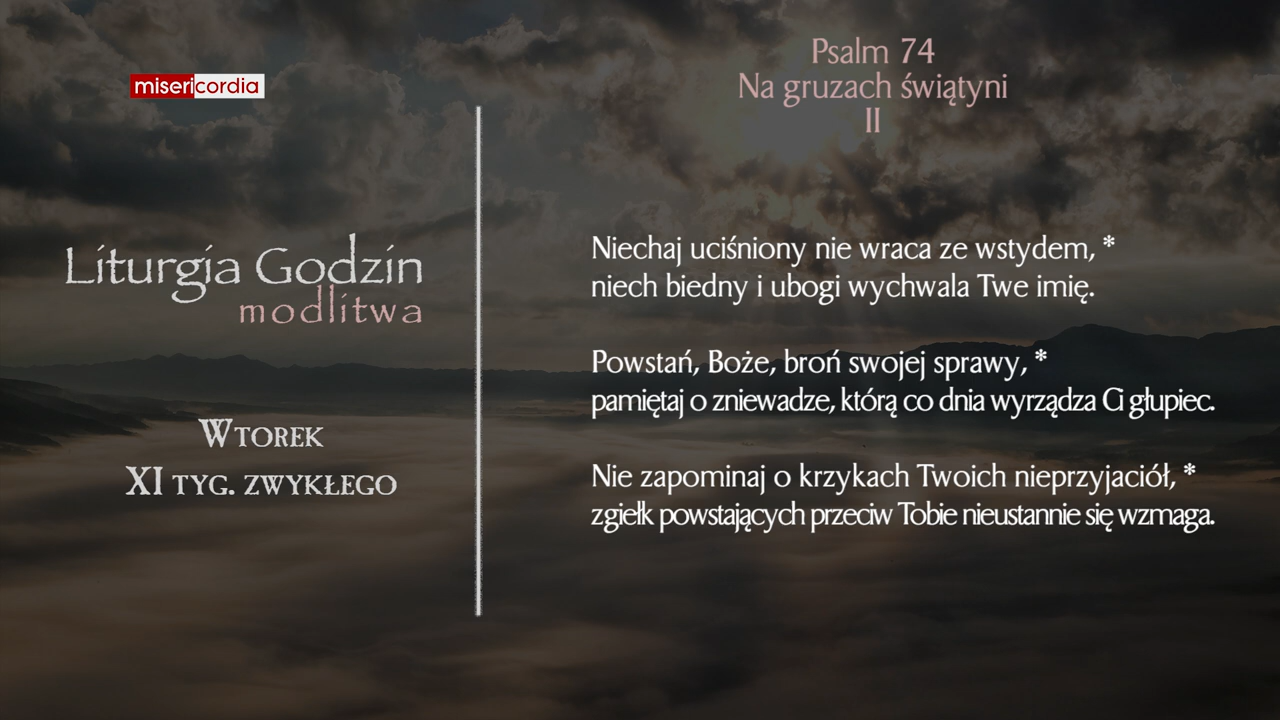 misericordia
Liturgia Godzin
modlitwa
Wtorek
XI tyg. zwykłego
Psalm 74
Na gruzach świątyni
II
Niechaj uciśniony nie wraca ze wstydem, *
niech biedny i ubogi wychwala Twe imię.
Powstań, Boże, broń swojej sprawy, *
pamiętaj o zniewadze, którą co dnia wyrządza Ci głupiec.
Nie zapominaj o krzykach Twoich nieprzyjaciół, *
zgiełk powstających przeciw Tobie nieustannie się wzmaga.